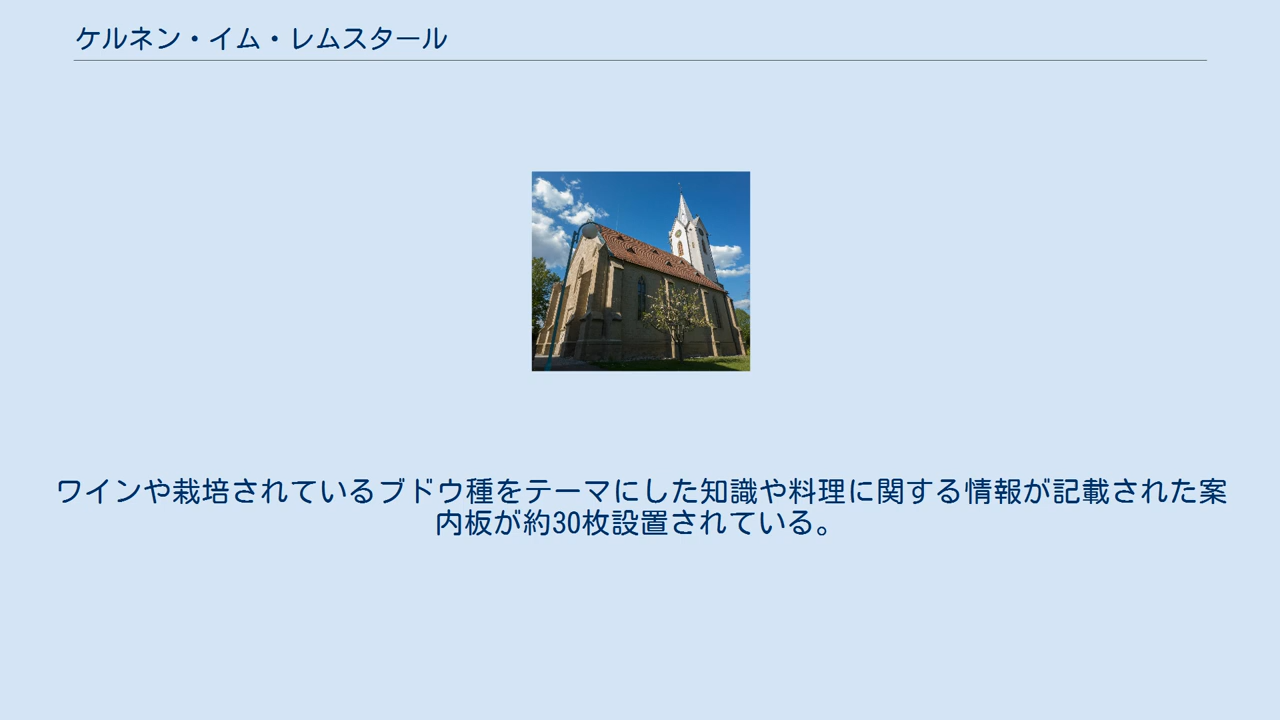 ケルネン・イム・レムスタール
ワインや栽培されているブドウ種をテーマにした知識や料理に関する情報が記載された案
内板が約30枚設置されている。